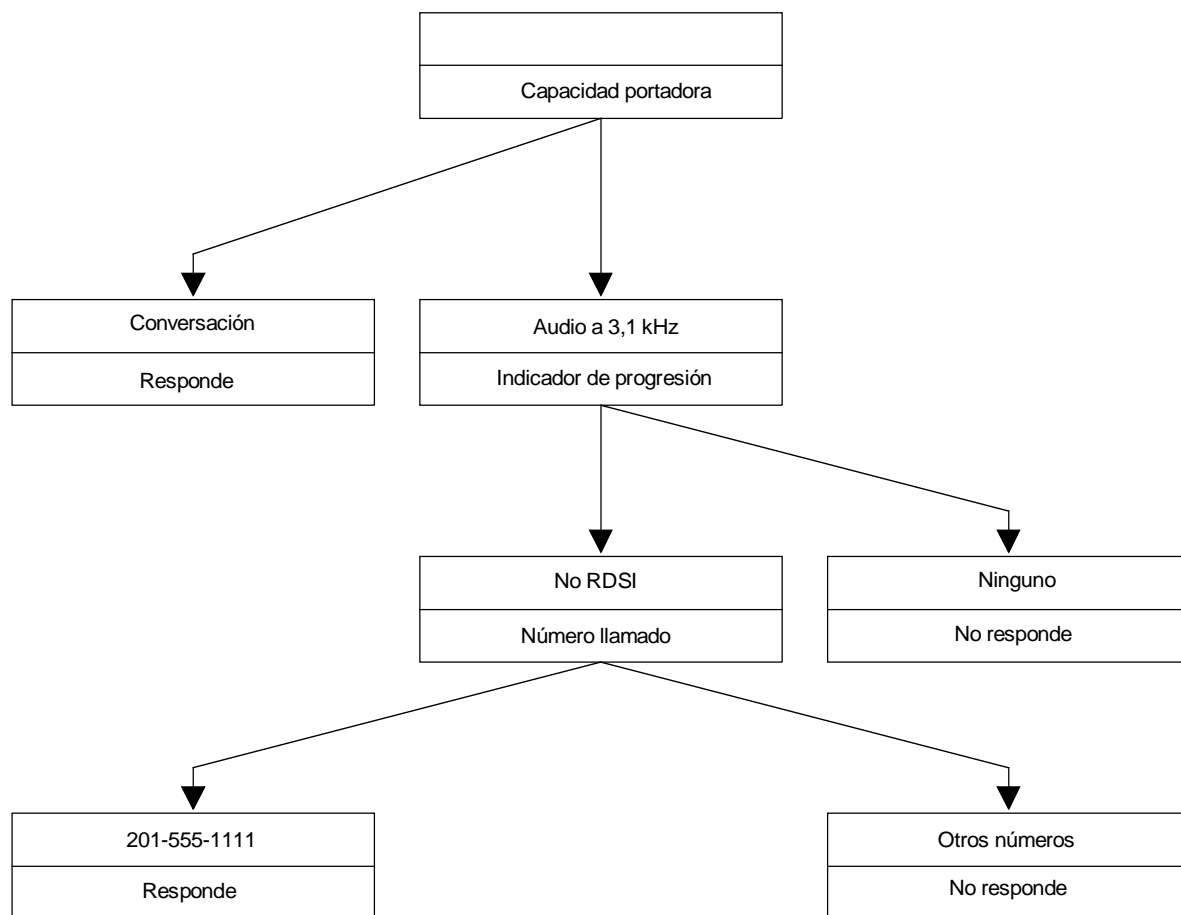 Capacidad portadora
Conversación
Responde
Audio a 3,1 kHz
Indicador de progresión
No RDSI
Número llamado
Ninguno
No responde
201-555-1111
Responde
Otros números
No responde